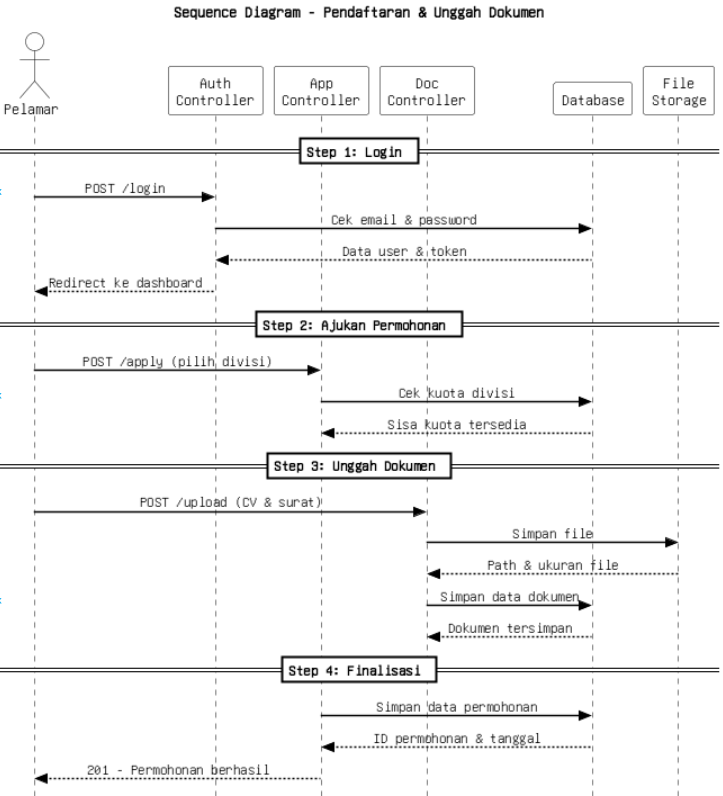 Sequence Diagram - Pendaftaran & Unggah Dokumen
Pelamar
Auth
Controller
App
Controller
Doc
Controller
Database
File
Storage
Step 1: Login
POST /login
Cek email & password
Data user & token
Redirect ke dashboard
Step 2: Ajukan Permohonan
POST /apply (pilih divisi)
Cek kuota divisi
Sisa kuota tersedia
Step 3: Unggah Dokumen
POST /upload (CV & surat)
Simpan file
Path & ukuran file
Simpan data dokumen
Dokumen tersimpan
Step 4: Finalisasi
Simpan data permohonan
ID permohonan & tanggal
201 - Permohonan berhasil